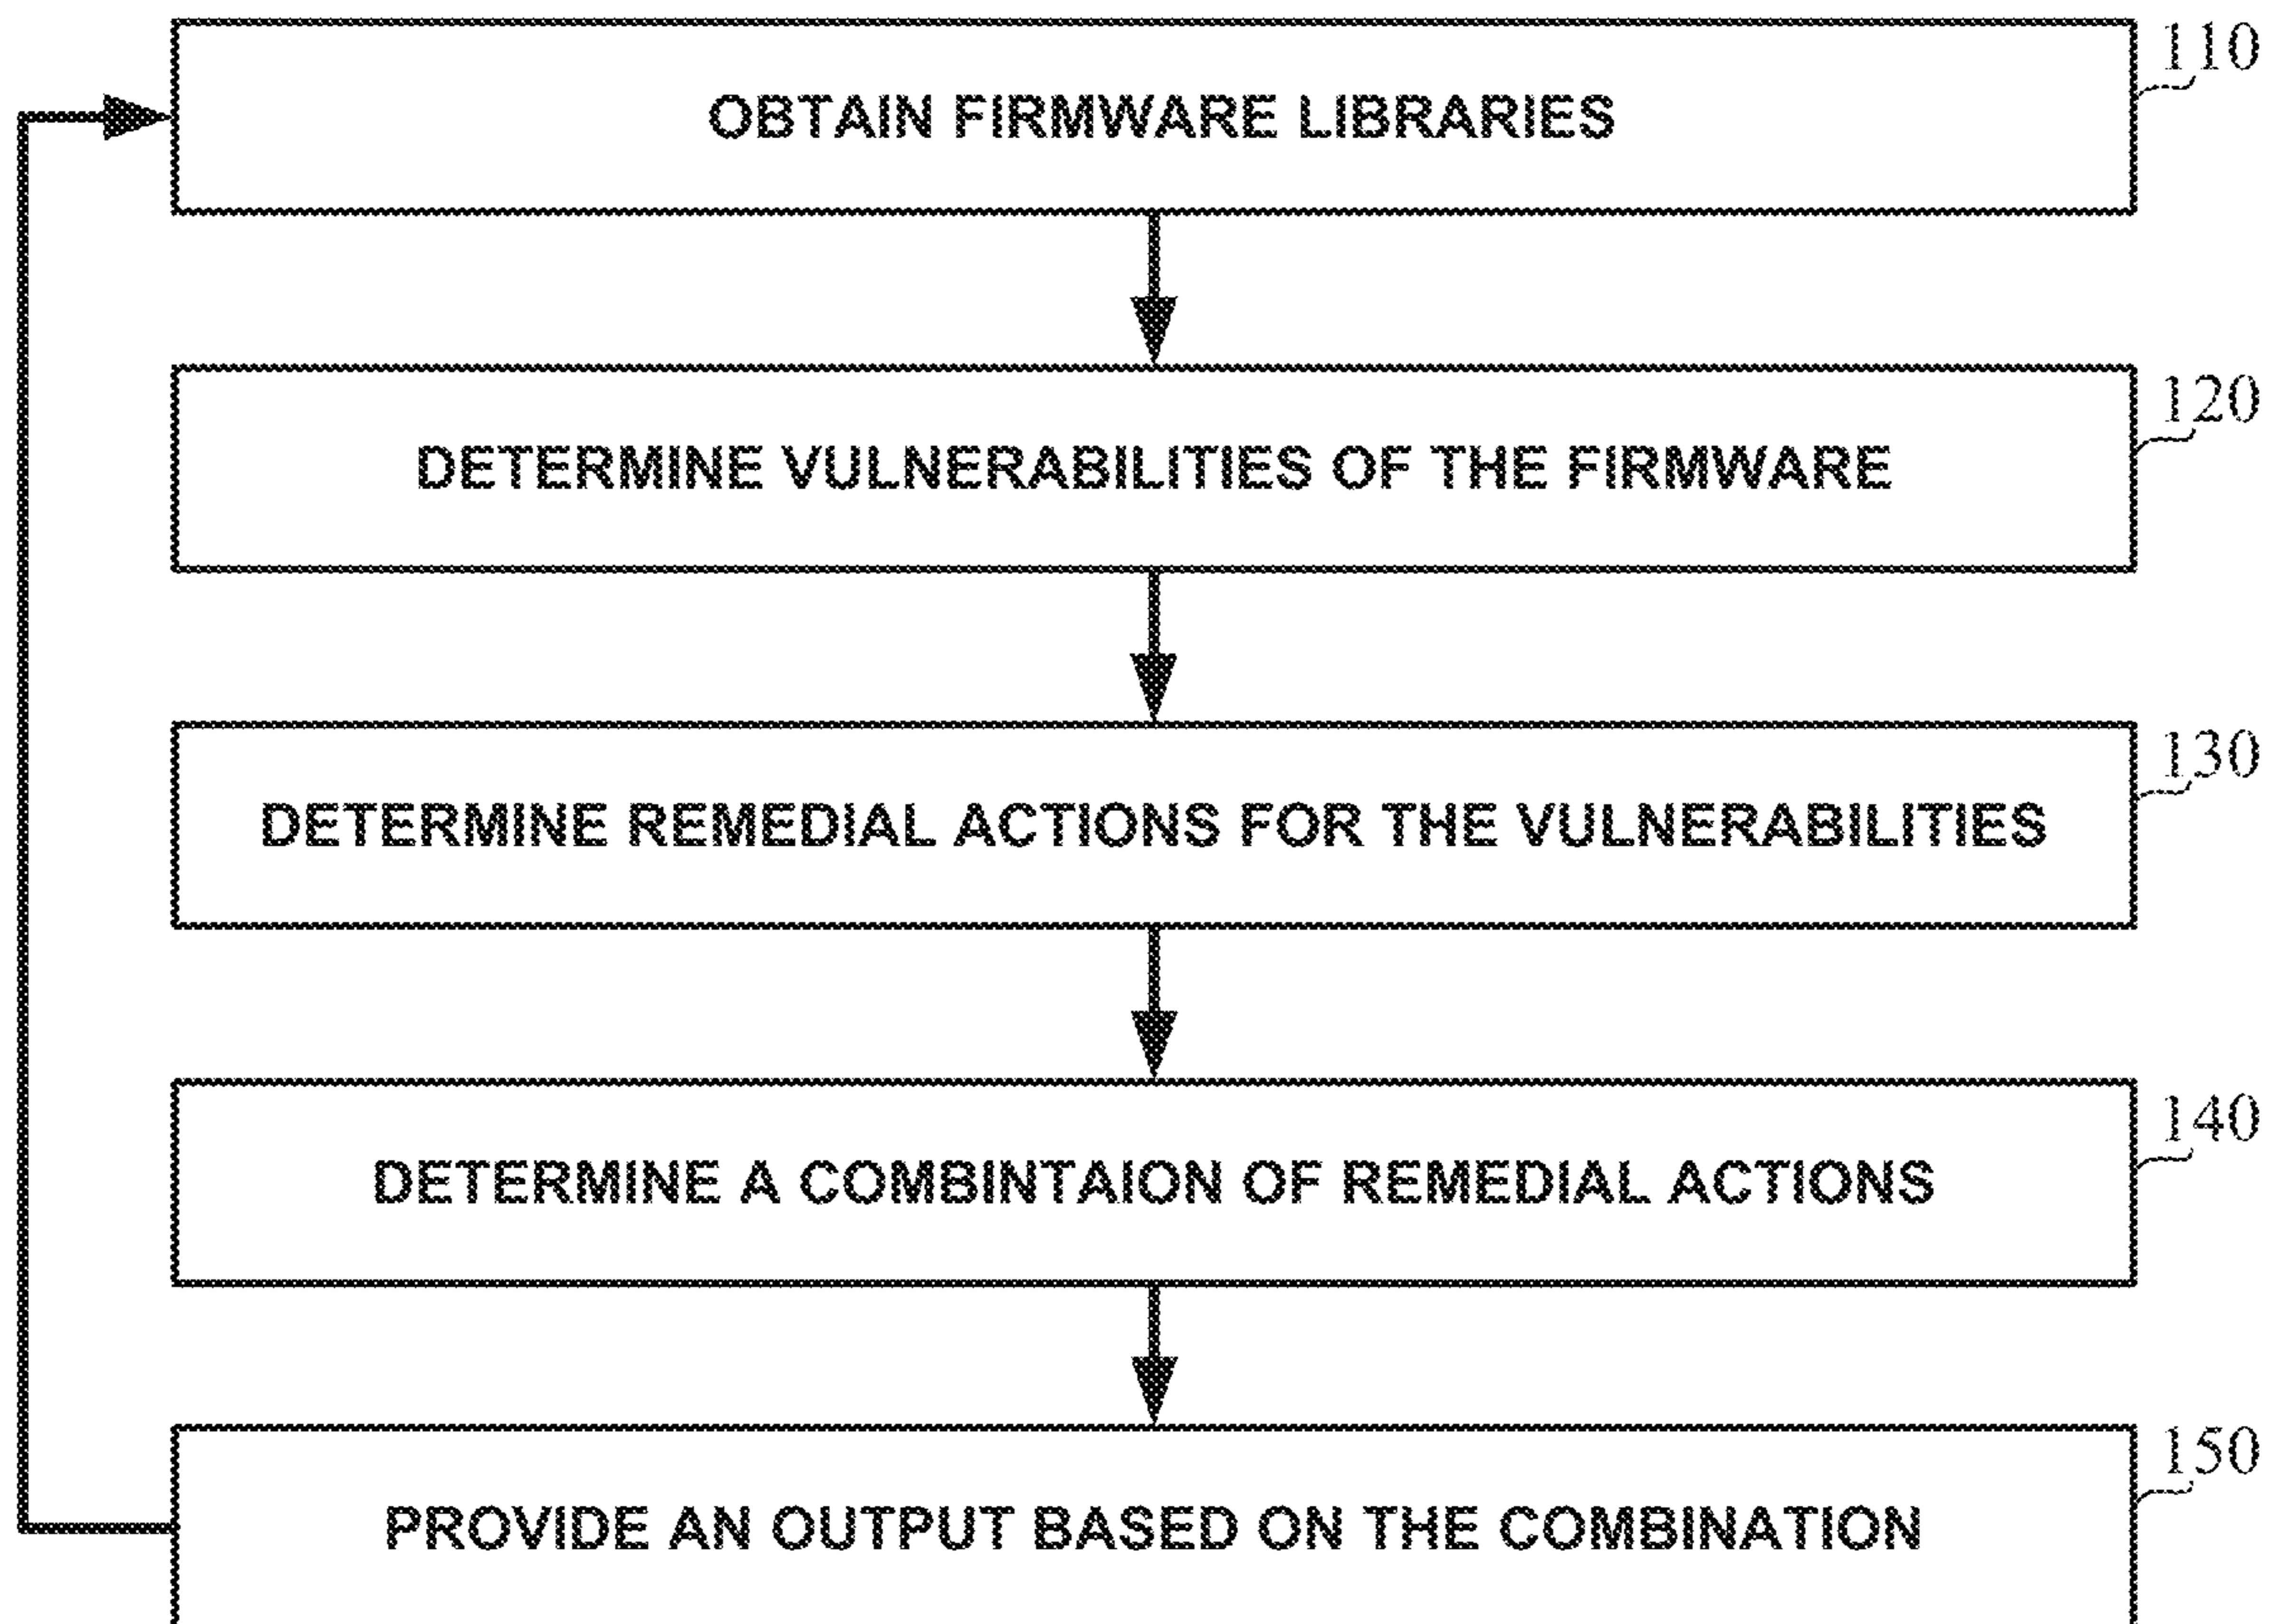 110
OBTAIN FIRMWARE LIBRARIES
120
DETERMINE VULNERABILITIES OF THE FIRMWARE
130
DETERMINE REMEDIAL ACTIONS FOR THE VULNERABILITIES
140
DETERMINE A COMBINTAION OF REMEDIAL ACTIONS
150
PROVIDE AN OUTPUT BASED ON THE COMBINATION